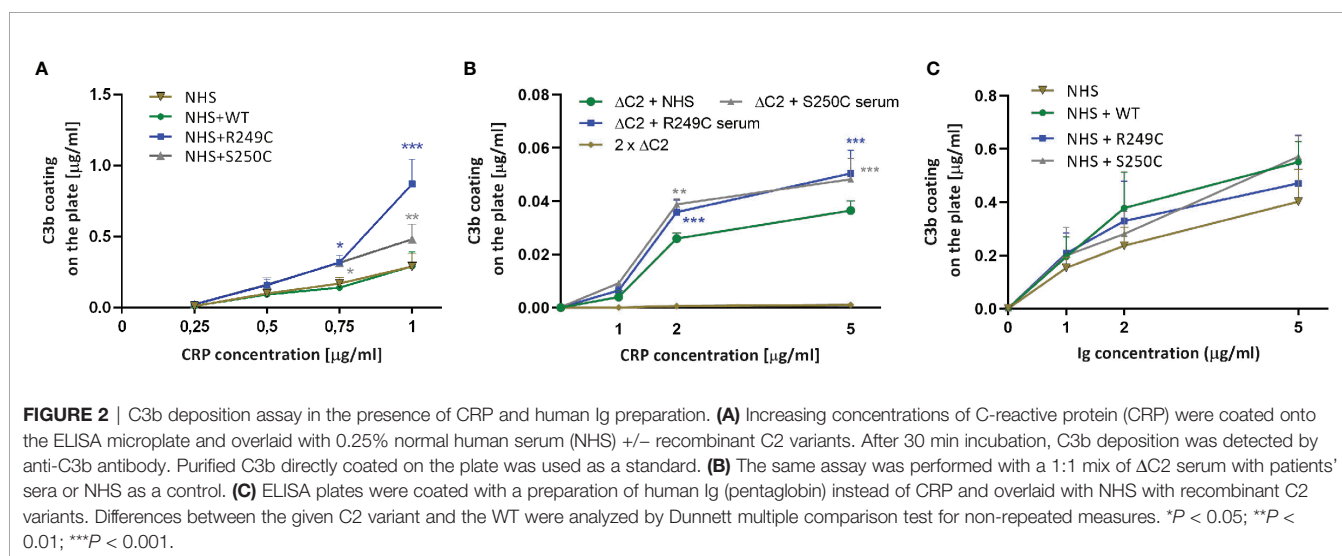 A
NHS
NHS+WT
NHS+R249C
NHS+S250C
C3b coating
on the plate [µg/ml]
1.5
1.0
0.5
0.0
***
**
*
*
0
0,25
0,5
0,75
1
CRP concentration [µg/ml]
B
ΔC2 + NHS
ΔC2 + S250C serum
ΔC2 + R249C serum
2 x ΔC2
C3b coating
on the plate [µg/ml]
0.08
0.06
0.04
0.02
0.00
**
***
***
***
1
2
5
CRP concentration [µg/ml]
C
NHS
NHS + WT
NHS + R249C
NHS + S250C
C3b coating
on the plate [µg/ml]
0.8
0.6
0.4
0.2
0.0
0
1
2
5
Ig concentration (µg/ml)
FIGURE 2 | C3b deposition assay in the presence of CRP and human Ig preparation. (A) Increasing concentrations of C-reactive protein (CRP) were coated onto
the ELISA microplate and overlaid with 0.25% normal human serum (NHS) +/− recombinant C2 variants. After 30 min incubation, C3b deposition was detected by
anti-C3b antibody. Purified C3b directly coated on the plate was used as a standard. (B) The same assay was performed with a 1:1 mix of ΔC2 serum with patients'
sera or NHS as a control. (C) ELISA plates were coated with a preparation of human Ig (pentaglobin) instead of CRP and overlaid with NHS with recombinant C2
variants. Differences between the given C2 variant and the WT were analyzed by Dunnett multiple comparison test for non-repeated measures. *P < 0.05; **P <
0.01; ***P < 0.001.